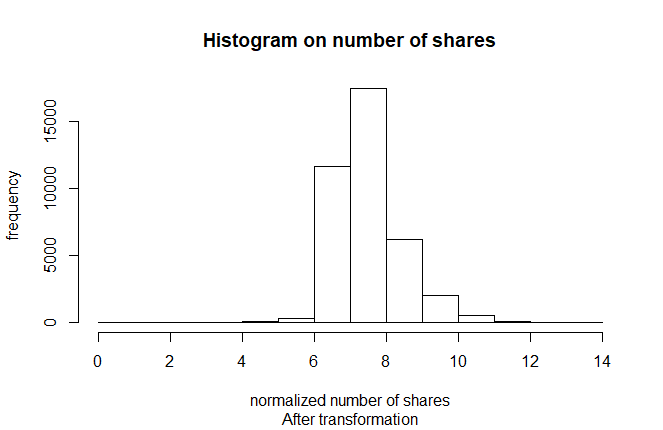 Histogram on number of shares
frequency
15000
10000
5000
0
0 2 4 6 8 10 12 14
normalized number of shares
After transformation